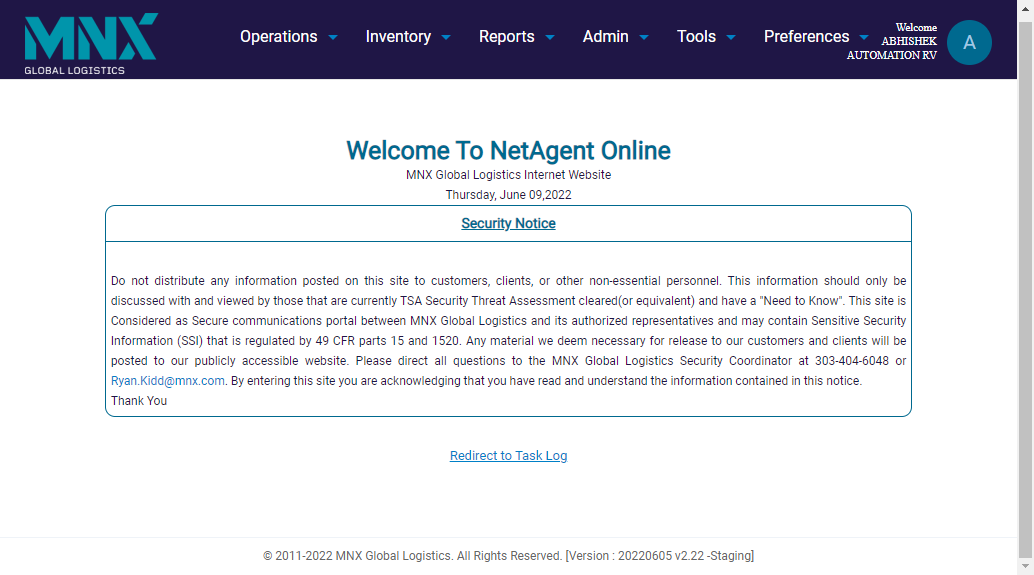 MNX
GLOBAL LOGISTICS
Operations Inventory Reports Admin Tools Preferences
Welcome
ABHISHEK
AUTOMATION RV
A
Welcome To NetAgent Online
MNX Global Logistics Internet Website
Thursday, June 09,2022
Security Notice
Do not distribute any information posted on this site to customers, clients, or other non-essential personnel. This information should only be
discussed with and viewed by those that are currently TSA Security Threat Assessment cleared(or equivalent) and have a "Need to Know". This site is
Considered as Secure communications portal between MNX Global Logistics and its authorized representatives and may contain Sensitive Security
Information (SSI) that is regulated by 49 CFR parts 15 and 1520. Any material we deem necessary for release to our customers and clients will be
posted to our publicly accessible website. Please direct all questions to the MNX Global Logistics Security Coordinator at 303-404-6048 or
Ryan.Kidd@mnx.com. By entering this site you are acknowledging that you have read and understand the information contained in this notice.
Thank You
Redirect to Task Log
© 2011-2022 MNX Global Logistics. All Rights Reserved. [Version : 20220605 v2.22 -Staging]